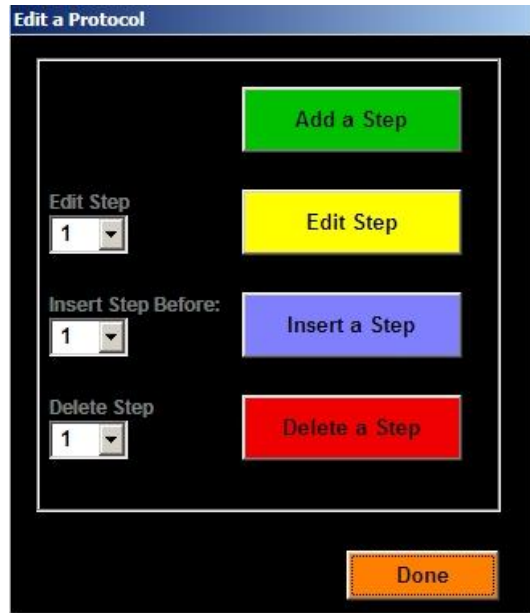 Edit a Protocol
Add a Step
Edit Step
1
Edit Step
Insert Step Before:
1
Insert a Step
Delete Step
1
Delete a Step
Done